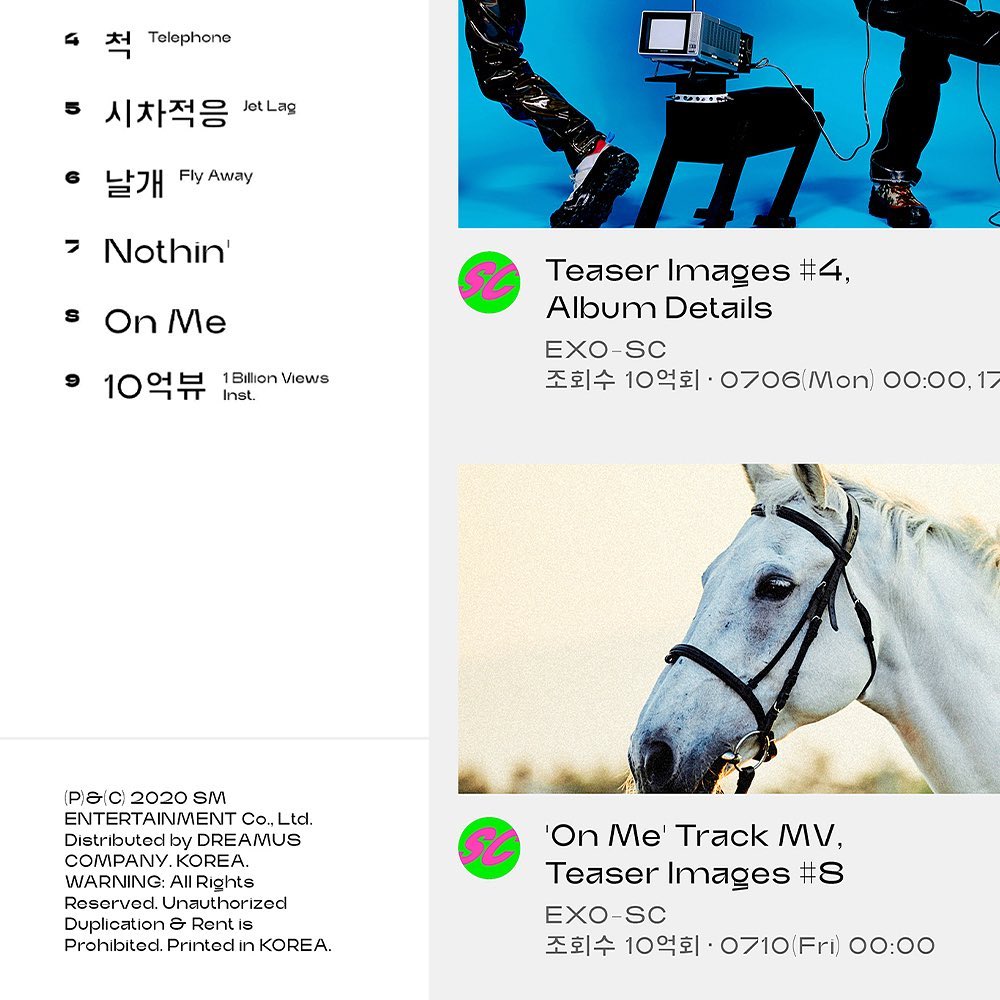 4 척 Telephone
5 시차적응 Jet Lag
6 날개 Fly Away
7 Nothin'
8 On Me
9 10억뷰 1 Billion Views
Inst.
(P)&(C) 2020 SM
ENTERTAINMENT Co., Ltd.
Distributed by DREAMUS
COMPANY. KOREA.
WARNING: All Rights
Reserved. Unauthorized
Duplication & Rent is
Prohibited. Printed in KOREA.
SC
Teaser Images #4,
Album Details
EXO-SC
조회수 10억회 · 0706(Mon) 00:00, 17
SC
'On Me' Track MV,
Teaser Images #8
EXO-SC
조회수 10억회 · 0710(Fri) 00:00